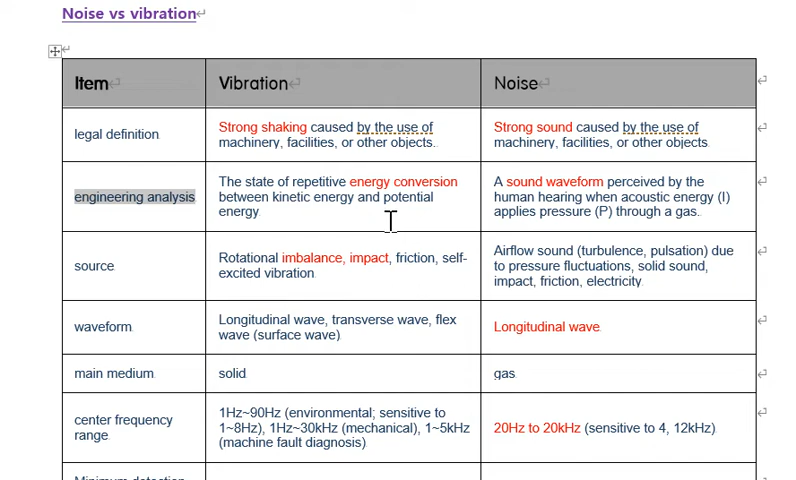 Noise vs vibration
Item
Vibration
Noise
legal definition
Strong shaking caused by the use of
machinery, facilities, or other objects.
Strong sound caused by the use of
machinery, facilities, or other objects.
engineering analysis
The state of repetitive energy conversion
between kinetic energy and potential
energy.
A sound waveform perceived by the
human hearing when acoustic energy (I)
applies pressure (P) through a gas.
source
Rotational imbalance, impact, friction, self-
excited vibration
Airflow sound (turbulence, pulsation) due
to pressure fluctuations, solid sound,
impact, friction, electricity
waveform
Longitudinal wave, transverse wave, flex
wave (surface wave)
Longitudinal wave
main medium
solid
gas
center frequency
range
1Hz~90Hz (environmental; sensitive to
1~8Hz), 1Hz~30kHz (mechanical), 1~5kHz
(machine fault diagnosis)
20Hz to 20kHz (sensitive to 4, 12kHz)
Minimum detection